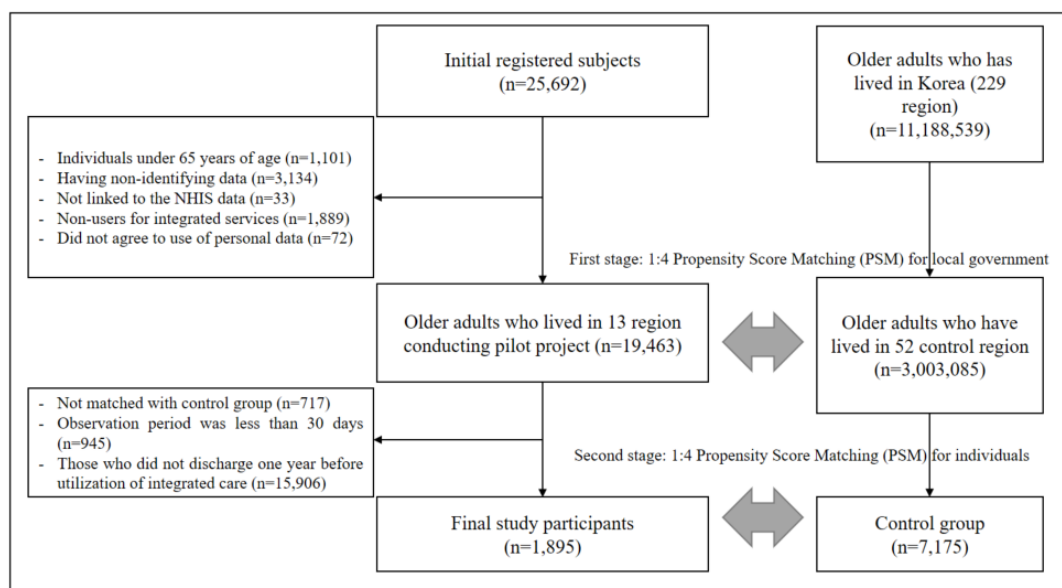 Initial registered subjects
(n=25,692)
Older adults who has
lived in Korea (229
region)
(n=11,188,539)
- Individuals under 65 years of age (n=1,101)
- Having non-identifying data (n=3,134)
- Not linked to the NHIS data (n=33)
- Non-users for integrated services (n=1,889)
- Did not agree to use of personal data (n=72)
First stage: 1:4 Propensity Score Matching (PSM) for local government
Older adults who lived in 13 region
conducting pilot project (n=19,463)
Older adults who have
lived in 52 control region
(n=3,003,085)
- Not matched with control group (n=717)
- Observation period was less than 30 days
(n=945)
- Those who did not discharge one year before
utilization of integrated care (n=15,906)
Second stage: 1:4 Propensity Score Matching (PSM) for individuals
Final study participants
(n=1,895)
Control group
(n=7,175)